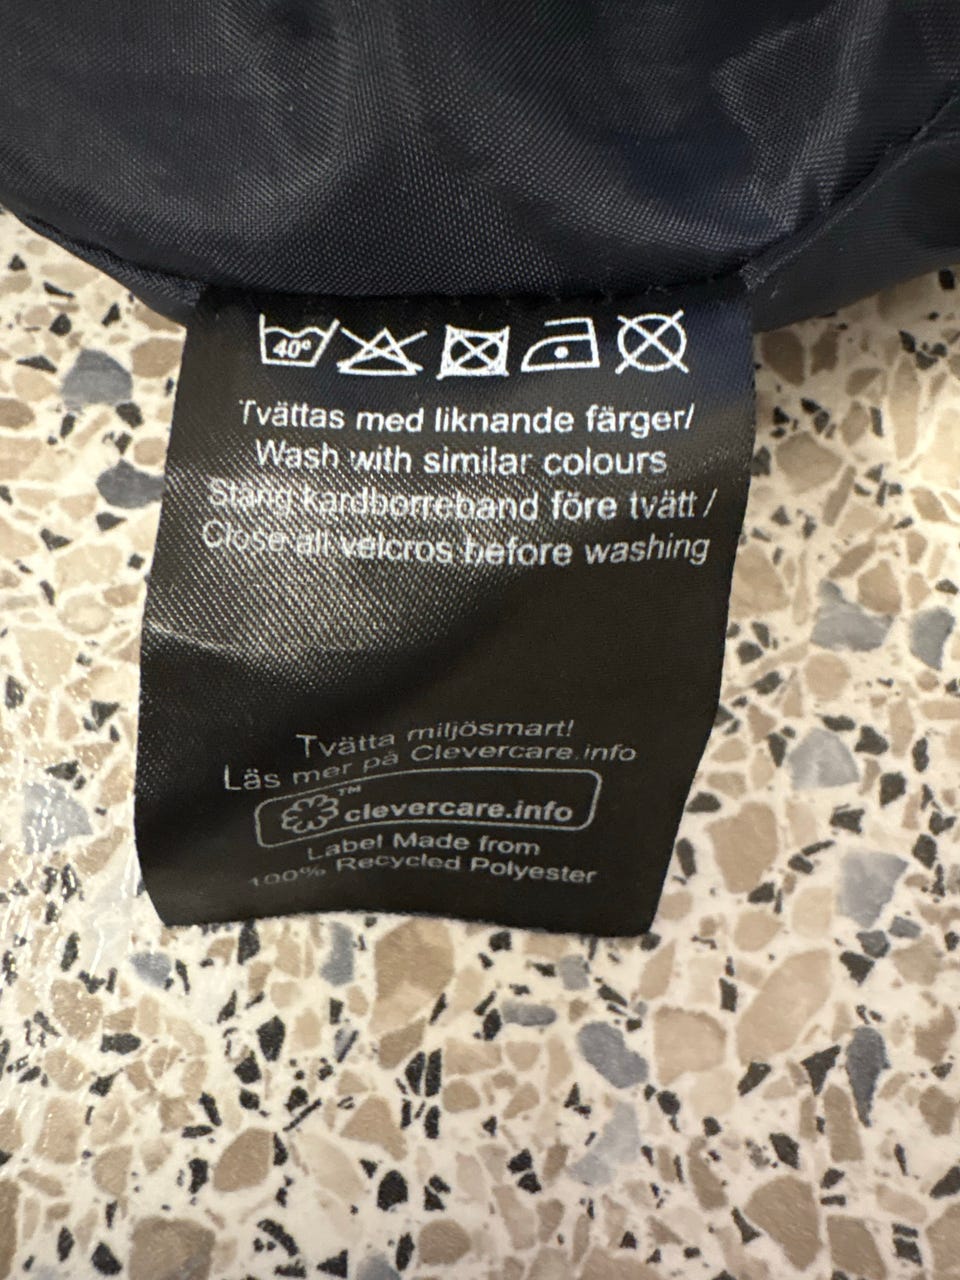 40°
Tvättas med liknande färger/
Wash with similar colours
Stäng kardborreband före tvätt /
Close all velcros before washing
Tvätta miljösmart!
Läs mer på Clevercare.info
clevercare.info™
Label Made from
100% Recycled Polyester